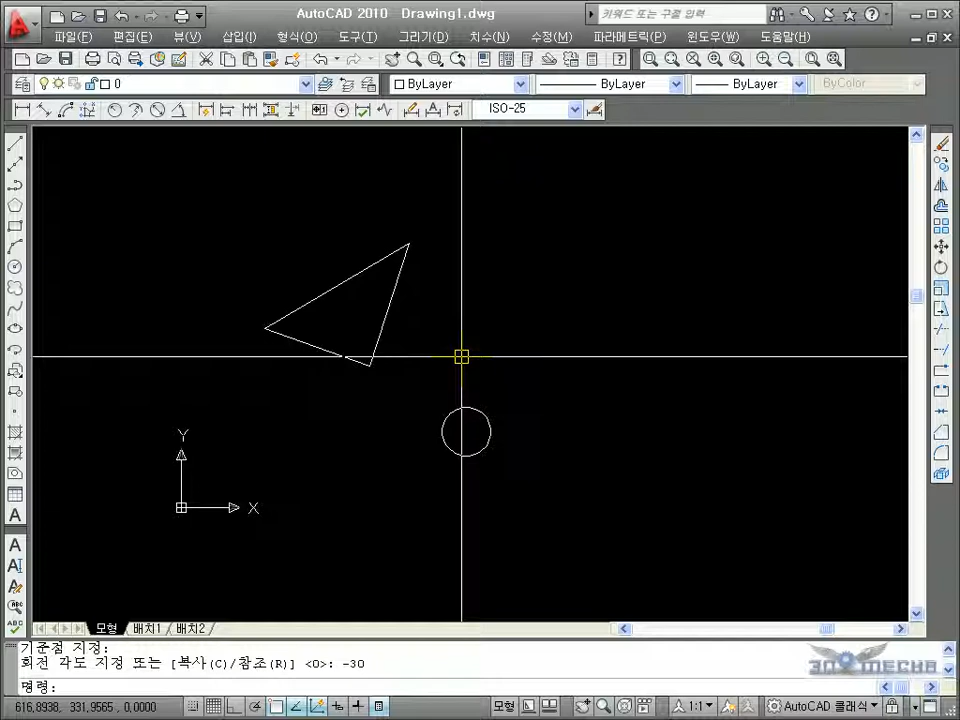 AutoCAD 2010 Drawing1.dwg
키워드 또는 구절 입력
파일(F) 편집(E) 뷰(V) 삽입(I) 형식(O) 도구(T) 그리기(D) 치수(N) 수정(M) 파라메트릭(P) 윈도우(W) 도움말(H)
0 ByLayer ByLayer ByLayer ByColor
ISO-25
Y
X
모형 배치1 배치2
기준점 지정:
회전 각도 지정 또는 [복사(C)/참조(R)] <0>: -30
3D MECHA
명령:
616,8938, 331,9565 ,0,0000 모형 1:1 AutoCAD 클래식